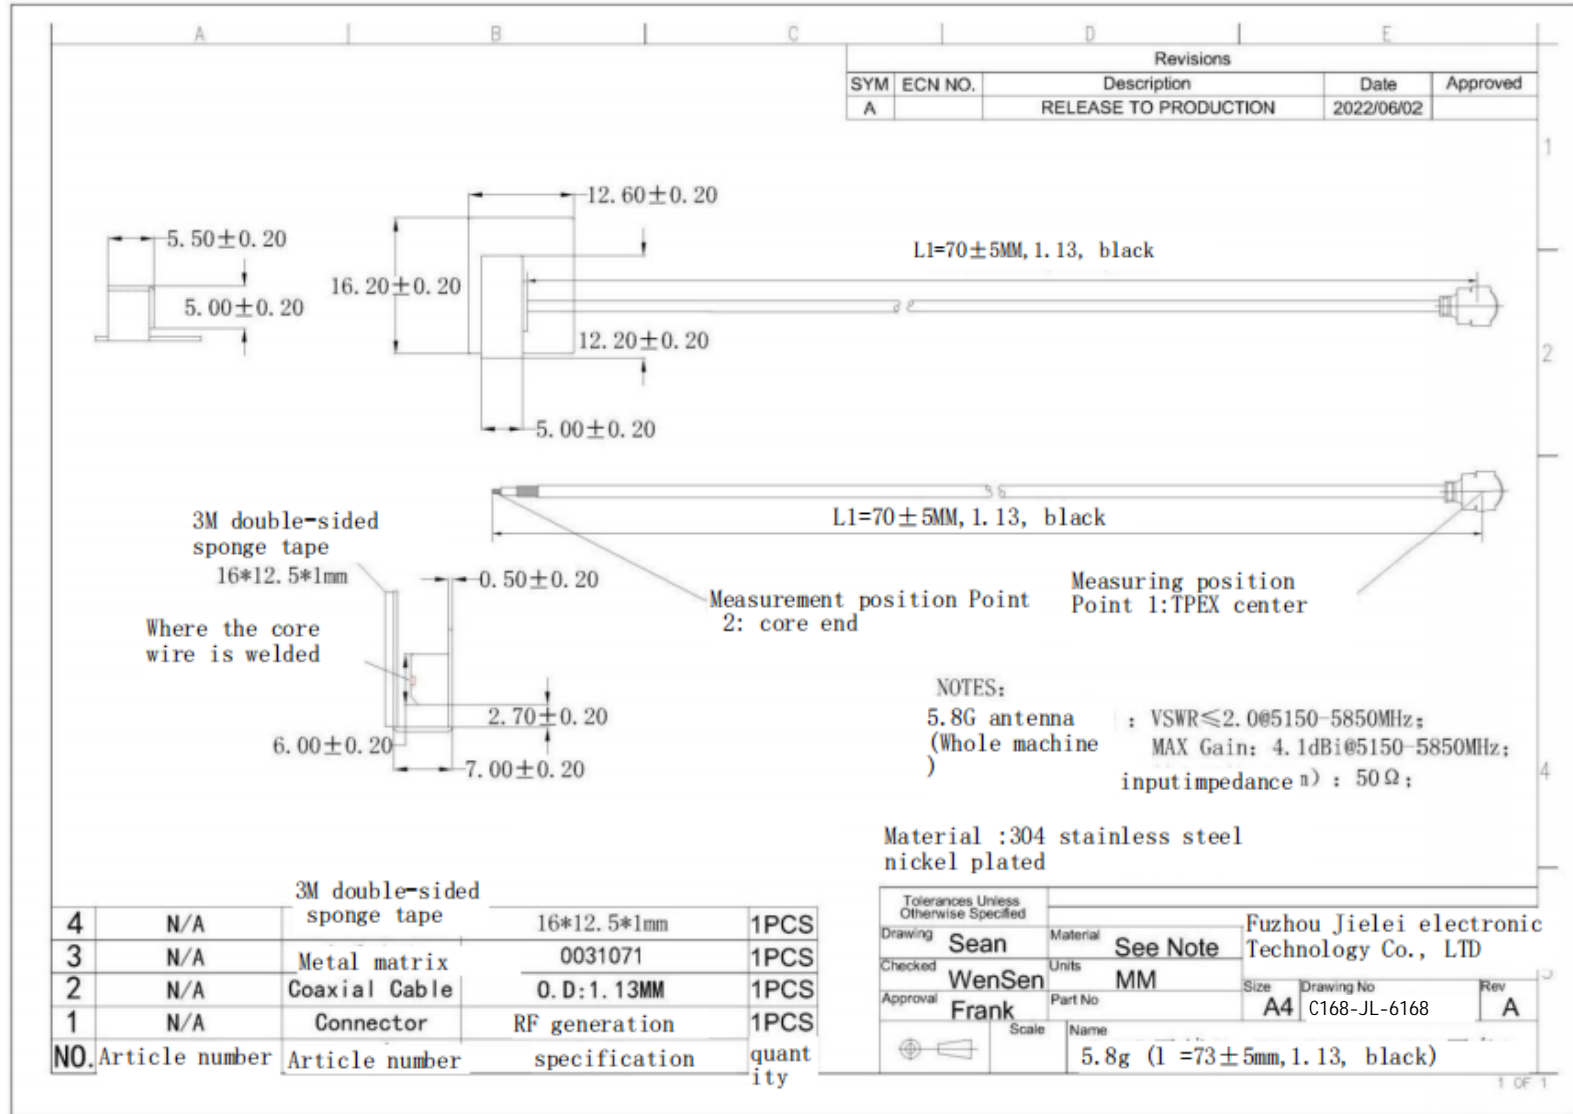 A
B
C
D
E
Revisions
SYM ECN NO. Description Date Approved
A RELEASE TO PRODUCTION 2022/06/02
1
12.60±0.20
5.50±0.20
L1=70±5MM,1.13, black
16.20±0.20
5.00±0.20
12.20±0.20
2
5.00±0.20
3M double-sided
sponge tape
16*12.5*1mm
L1=70±5MM,1.13, black
0.50±0.20
Measurement position Point
2: core end
Measuring position
Point 1:TPEX center
Where the core
wire is welded
2.70±0.20
6.00±0.20
7.00±0.20
NOTES:
5.8G antenna : VSWR≤2.0@5150-5850MHz;
(Whole machine MAX Gain: 4.1dBi@5150-5850MHz;
)
inputimpedance m) : 50Ω;
4
Material :304 stainless steel
nickel plated
4 N/A 3M double-sided sponge tape 16*12.5*1mm 1PCS
3 N/A Metal matrix 0031071 1PCS
2 N/A Coaxial Cable O.D:1.13MM 1PCS
1 N/A Connector RF generation 1PCS
NO. Article number Article number specification quantity
Tolerances Unless
Otherwise Specified
Drawing Sean Material See Note
Fuzhou Jielei electronic
Technology Co., LTD
Checked WenSen Units MM
Approval Frank Part No
Size A4 Drawing No C168-JL-6168 Rev A
Scale Name
5.8g (l =73±5mm,1.13, black)
1 OF 1